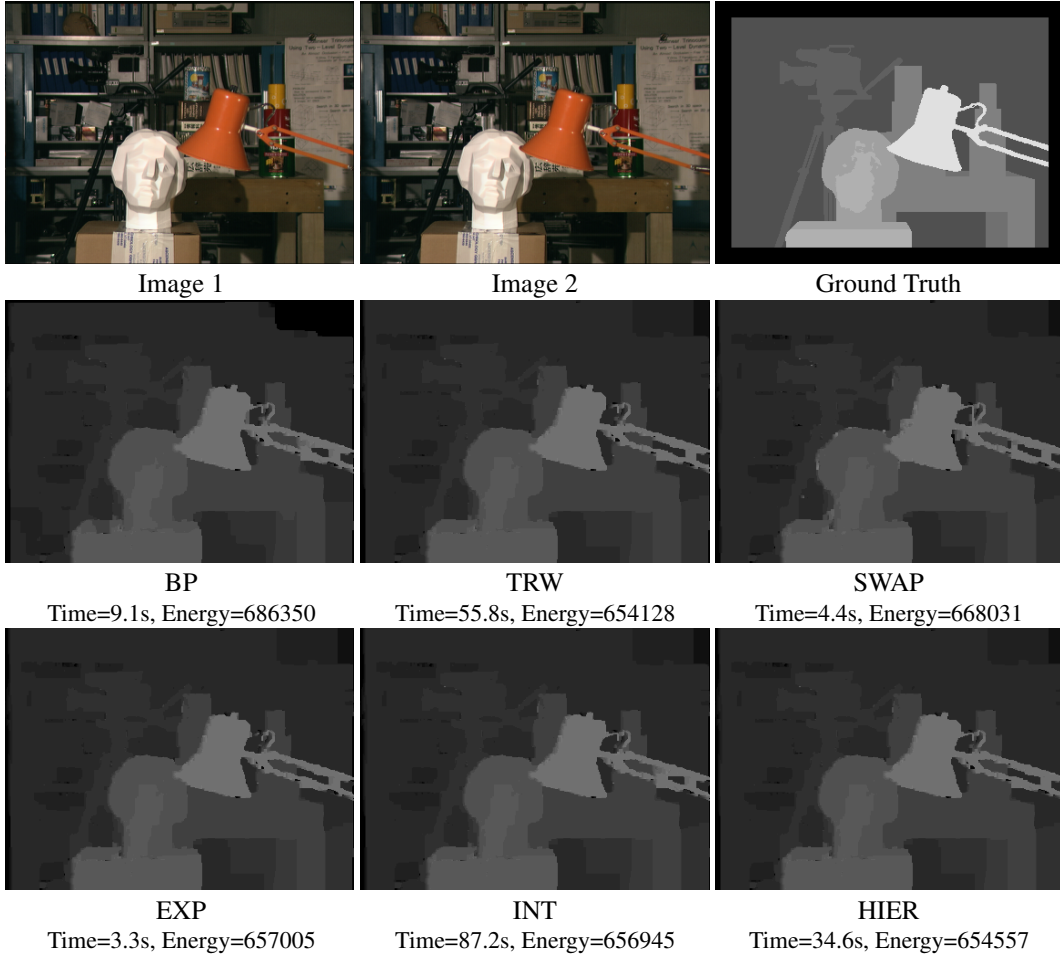 Image 1
Image 2
Ground Truth
BP
Time=9.1s, Energy=686350
TRW
Time=55.8s, Energy=654128
SWAP
Time=4.4s, Energy=668031
EXP
Time=3.3s, Energy=657005
INT
Time=87.2s, Energy=656945
HIER
Time=34.6s, Energy=654557